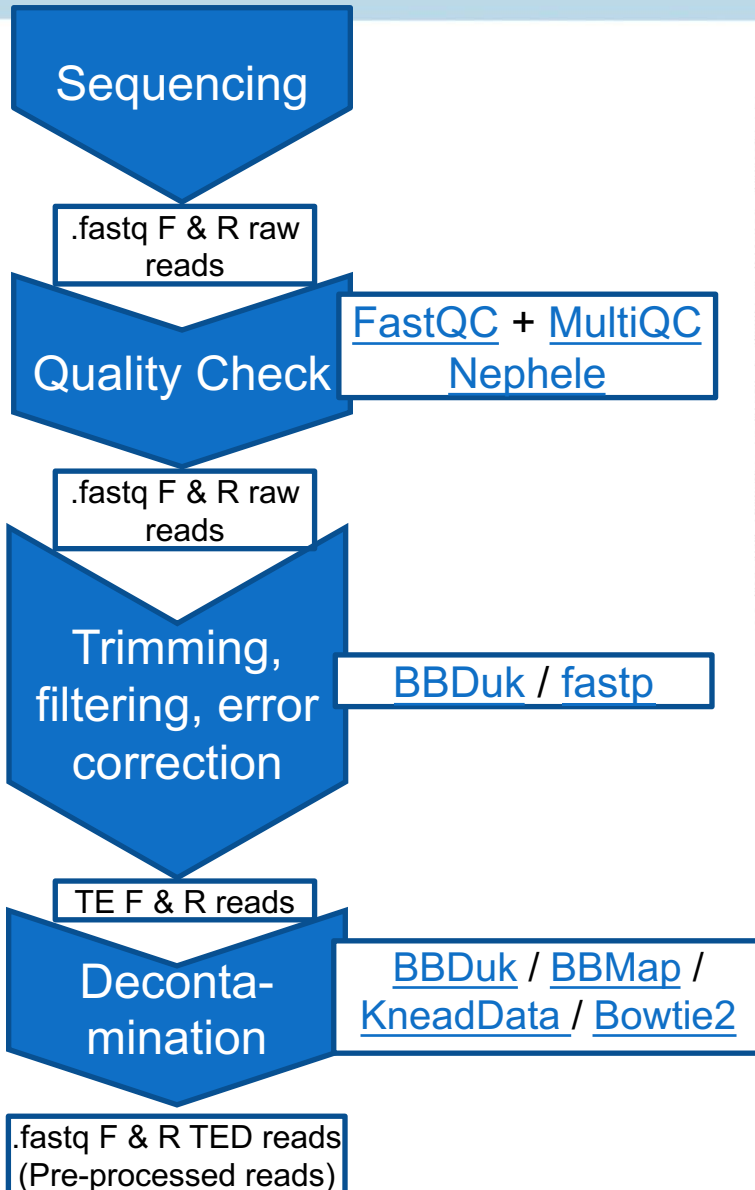 Sequencing
.fastq F & R raw
reads
Quality Check
FastQC + MultiQC
Nephele
.fastq F & R raw
reads
Trimming,
filtering, error
correction
BBDuk / fastp
TE F & R reads
Deconta-
mination
BBDuk / BBMap /
KneadData / Bowtie2
.fastq F & R TED reads
(Pre-processed reads)